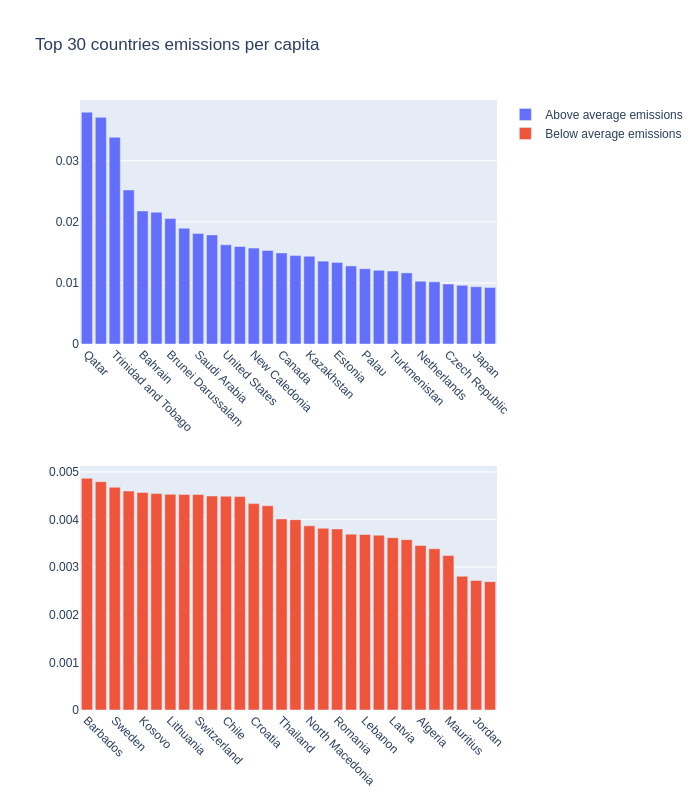 Top 30 countries emissions per capita
Above average emissions
Below average emissions
0.03
0.02
0.01
0
Qatar
Trinidad and Tobago
Bahrain
Brunei Darussalam
Saudi Arabia
United States
New Caledonia
Canada
Kazakhstan
Estonia
Palau
Turkmenistan
Netherlands
Czech Republic
Japan
0.005
0.004
0.003
0.002
0.001
0
Barbados
Sweden
Kosovo
Lithuania
Switzerland
Chile
Croatia
Thailand
North Macedonia
Romania
Lebanon
Latvia
Algeria
Mauritius
Jordan